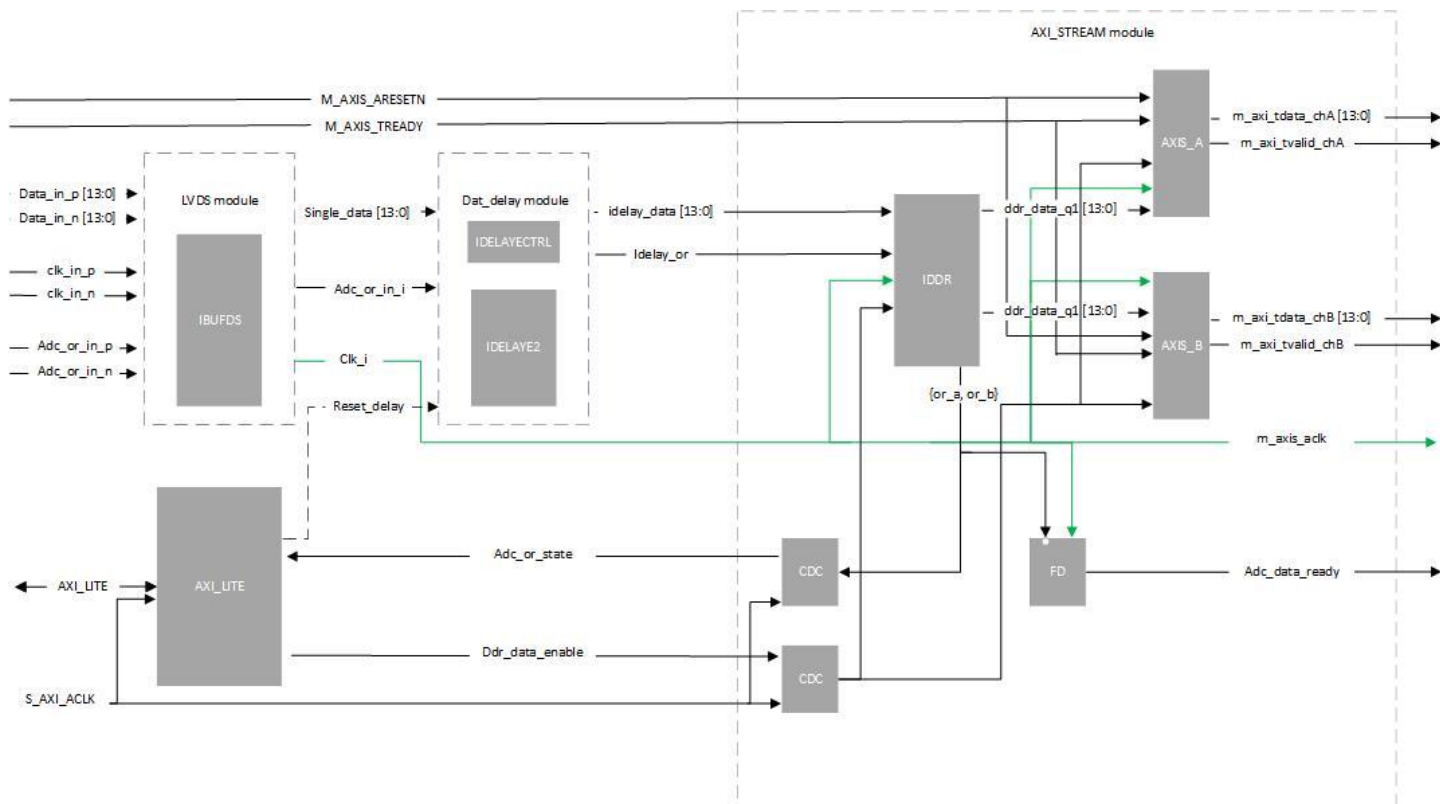 AXI_STREAM module
M_AXIS_ARESETN
M_AXIS_TREADY
AXIS_A
m_axi_tdata_chA [13:0]
m_axi_tvalid_chA
LVDS module
Dat_delay module
Data_in_p [13:0]
Data_in_n [13:0]
Single_data [13:0]
idelay_data [13:0]
ddr_data_q1 [13:0]
IDELAYECTRL
Idelay_or
clk_in_p
clk_in_n
Adc_or_in_i
IDDR
IBUFDS
ddr_data_q1 [13:0]
m_axi_tdata_chB [13:0]
Adc_or_in_p
Adc_or_in_n
IDELAYE2
AXIS_B
m_axi_tvalid_chB
Clk_i
Reset_delay
{or_a, or_b}
m_axis_aclk
Adc_or_state
CDC
FD
Adc_data_ready
AXI_LITE
AXI_LITE
Ddr_data_enable
CDC
S_AXI_ACLK